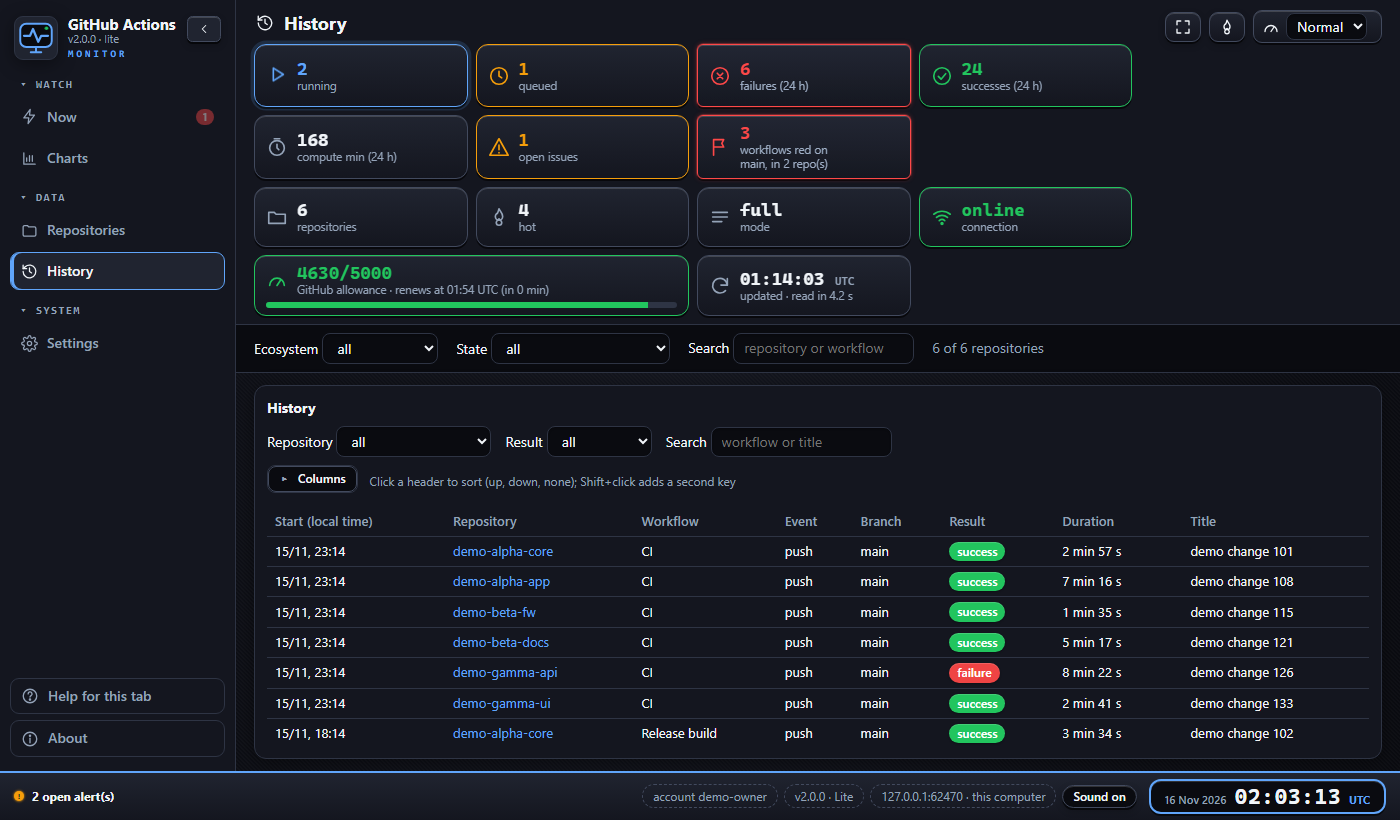 GitHub Actions
v2.0.0 · lite
MONITOR
WATCH
Now 1
Charts
DATA
Repositories
History
SYSTEM
Settings
Help for this tab
About
History
Normal
2
running
1
queued
6
failures (24 h)
24
successes (24 h)
168
compute min (24 h)
1
open issues
3
workflows red on
main, in 2 repo(s)
6
repositories
4
hot
full
mode
online
connection
4630/5000
GitHub allowance · renews at 01:54 UTC (in 0 min)
01:14:03 UTC
updated · read in 4.2 s
Ecosystem all State all Search repository or workflow 6 of 6 repositories
History
Repository all Result all Search workflow or title
Columns Click a header to sort (up, down, none); Shift+click adds a second key
Start (local time) Repository Workflow Event Branch Result Duration Title
15/11, 23:14 demo-alpha-core CI push main success 2 min 57 s demo change 101
15/11, 23:14 demo-alpha-app CI push main success 7 min 16 s demo change 108
15/11, 23:14 demo-beta-fw CI push main success 1 min 35 s demo change 115
15/11, 23:14 demo-beta-docs CI push main success 5 min 17 s demo change 121
15/11, 23:14 demo-gamma-api CI push main failure 8 min 22 s demo change 126
15/11, 23:14 demo-gamma-ui CI push main success 2 min 41 s demo change 133
15/11, 18:14 demo-alpha-core Release build push main success 3 min 34 s demo change 102
2 open alert(s)
account demo-owner
v2.0.0 · Lite
127.0.0.1:62470 · this computer
Sound on
16 Nov 2026 02:03:13 UTC